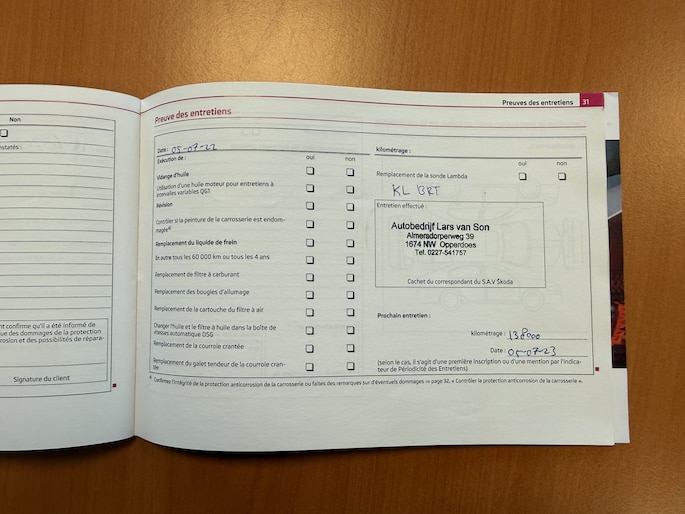 Non
nstatés :
nt confirme qu'il a été informé de
que des dommages de la protection
rosion et des possibilités de répara-
Signature du client
Preuves des entretiens 31
Preuve des entretiens
Date : 05-07-22
Exécution de : oui non
Vidange d'huile
Utilisation d'une huile moteur pour entretiens à
intervalles variables QG1
Révision
Contrôler si la peinture de la carrosserie est endom-
magée a)
Remplacement du liquide de frein
En outre tous les 60 000 km ou tous les 4 ans
Remplacement de filtre à carburant
Remplacement des bougies d'allumage
Remplacement de la cartouche du filtre à air
Changer l'huile et le filtre à huile dans la boîte de
vitesses automatique DSG
Remplacement de la courroie crantée
Remplacement du galet tendeur de la courroie cran-
tée
kilométrage :
oui non
Remplacement de la sonde Lambda
KL BRT
Entretien effectué :
Autobedrijf Lars van Son
Almersdorperweg 39
1674 NW Opperdoes
Tel. 0227-541757
Cachet du correspondant du S.A.V Škoda
Prochain entretien :
kilométrage : 138000
Date : 05-07-23
(selon le cas, il s'agit d'une première inscription ou d'une mention par l'Indica-
teur de Périodicité des Entretiens).
a) Confirmez l'intégrité de la protection anticorrosion de la carrosserie ou faites des remarques sur d'éventuels dommages ⇒ page 32, « Contrôler la protection anticorrosion de la carrosserie ».